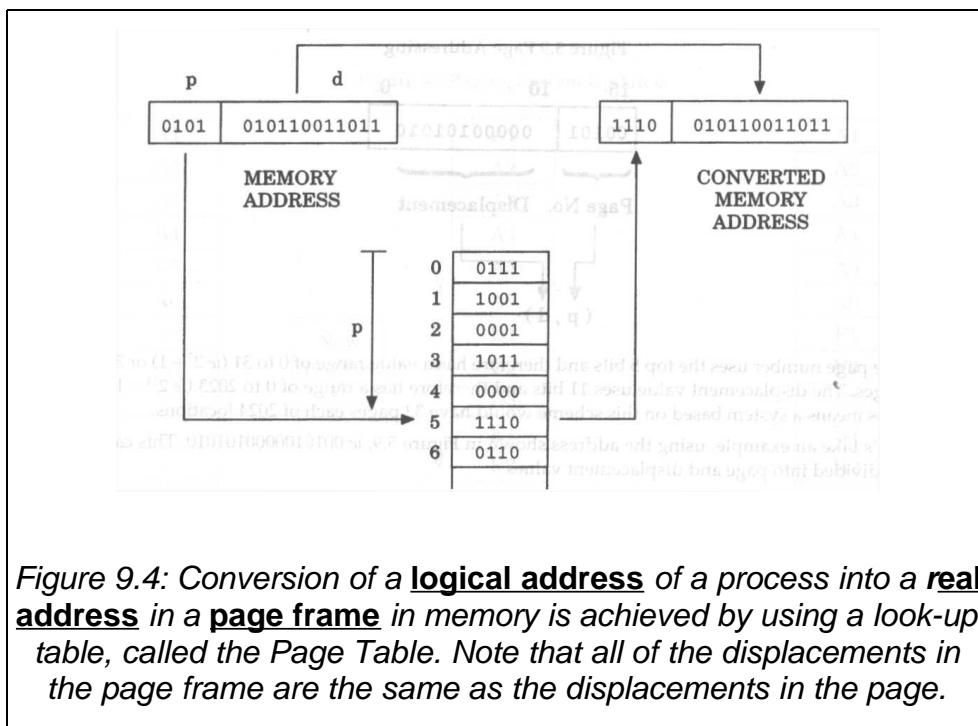 p d
0101 010110011011
1110 010110011011
MEMORY
ADDRESS
CONVERTED
MEMORY
ADDRESS
p
0 0111
1 1001
2 0001
3 1011
4 0000
5 1110
6 0110
Figure 9.4: Conversion of a logical address of a process into a real
address in a page frame in memory is achieved by using a look-up
table, called the Page Table. Note that all of the displacements in
the page frame are the same as the displacements in the page.